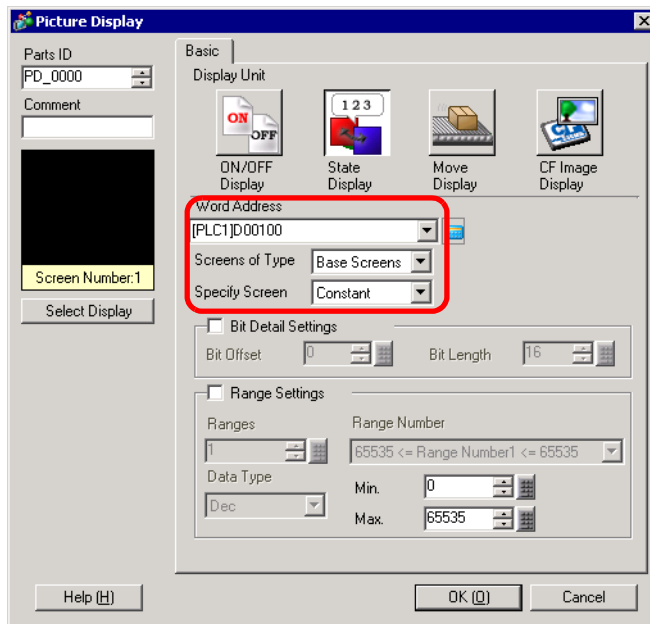 Picture Display
Parts ID
PD_0000
Comment
Screen Number:1
Select Display
Basic
Display Unit
ON
OFF
1 2 3
CF
ON/OFF Display
State Display
Move Display
CF Image Display
Word Address
[PLC1]D00100
Screens of Type Base Screens
Specify Screen Constant
Bit Detail Settings
Bit Offset 0 Bit Length 16
Range Settings
Ranges Range Number
1 65535 <= Range Number1 <= 65535
Data Type
Dec
Min. 0
Max. 65535
Help (H) OK (O) Cancel